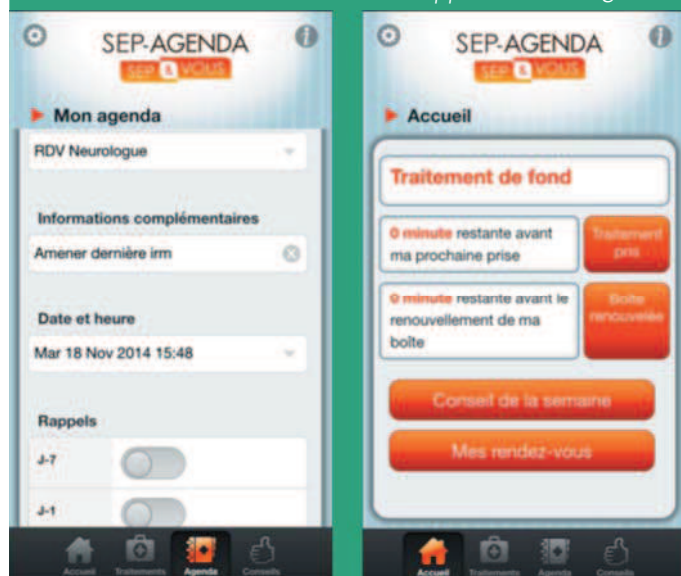 SEP-AGENDA
SEP & VOUS
Mon agenda
RDV Neurologue
Informations complémentaires
Amener dernière irm
Date et heure
Mar 18 Nov 2014 15:48
Rappels
J-7
J-1
Accueil
Traitements
Agenda
Conseils
SEP-AGENDA
SEP & VOUS
Accueil
Traitement de fond
0 minute restante avant
ma prochaine prise
Traitement
pris
0 minute restante avant le
renouvellement de ma
boîte
Boîte
renouvelée
Conseil de la semaine
Mes rendez-vous
Accueil
Traitements
Agenda
Conseils